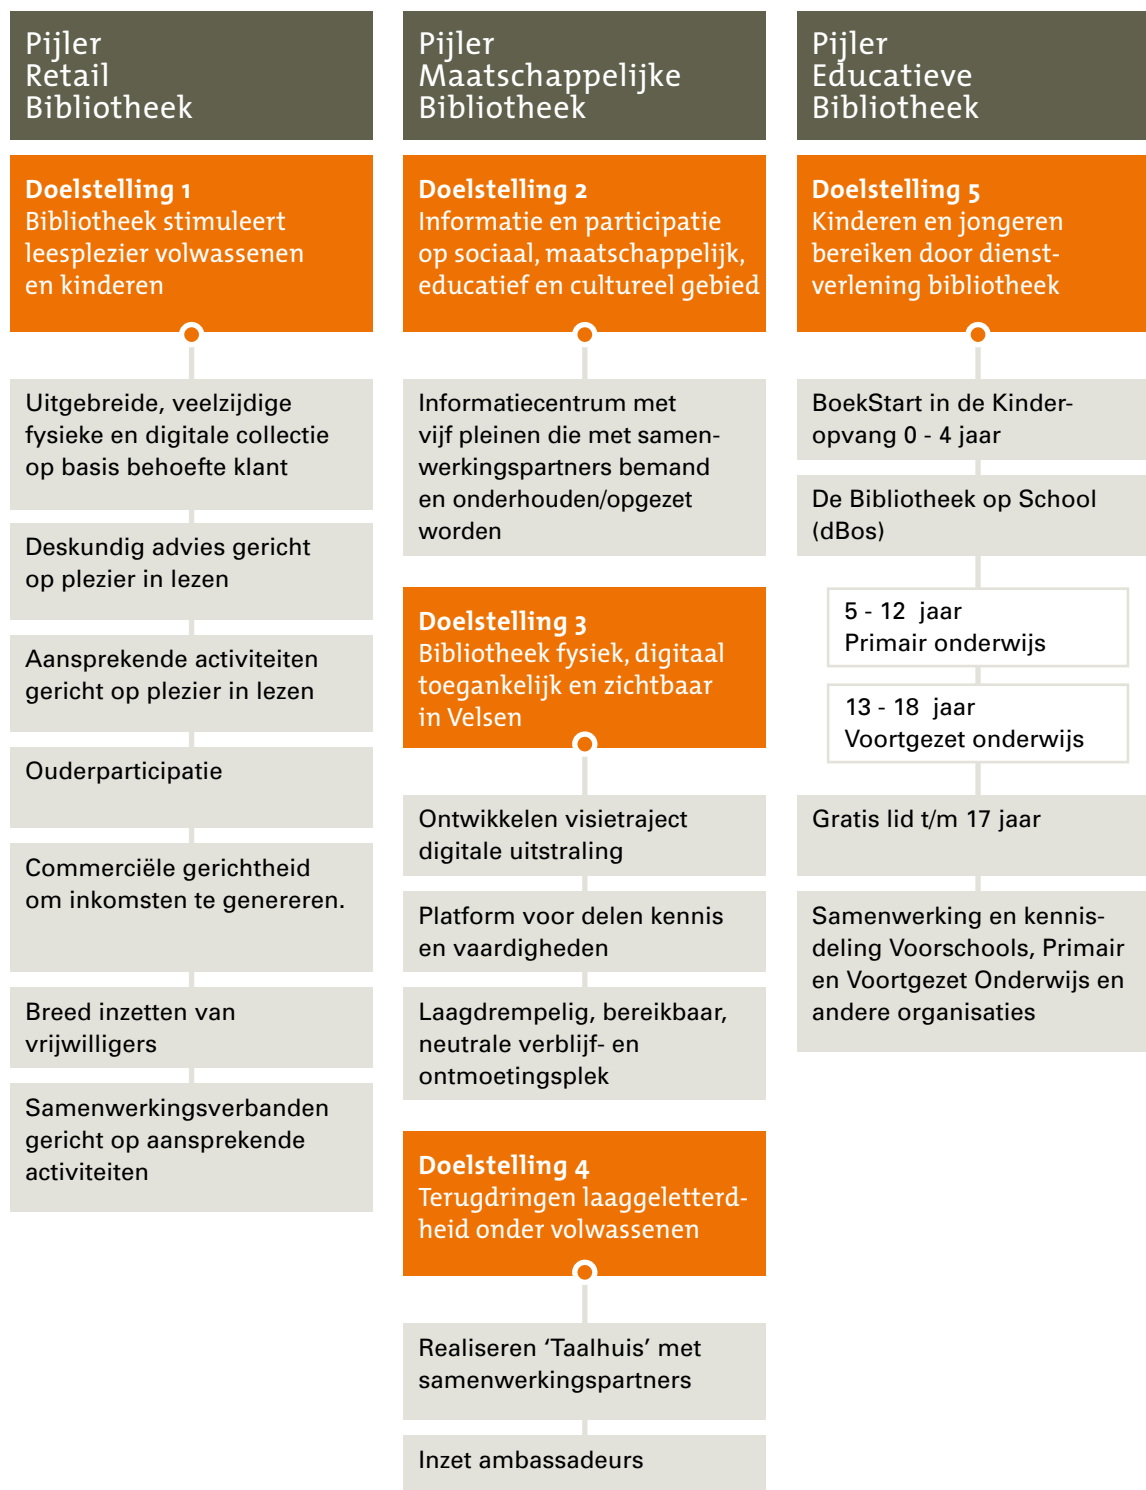 Pijler
Retail
Bibliotheek
Doelstelling 1
Bibliotheek stimuleert
leesplezier volwassenen
en kinderen
Uitgebreide, veelzijdige
fysieke en digitale collectie
op basis behoefte klant
Deskundig advies gericht
op plezier in lezen
Aansprekende activiteiten
gericht op plezier in lezen
Ouderparticipatie
Commerciële gerichtheid
om inkomsten te genereren.
Breed inzetten van
vrijwilligers
Samenwerkingsverbanden
gericht op aansprekende
activiteiten
Pijler
Maatschappelijke
Bibliotheek
Doelstelling 2
Informatie en participatie
op sociaal, maatschappelijk,
educatief en cultureel gebied
Informatiecentrum met
vijf pleinen die met samen-
werkingspartners bemand
en onderhouden/opgezet
worden
Doelstelling 3
Bibliotheek fysiek, digitaal
toegankelijk en zichtbaar
in Velsen
Ontwikkelen visietraject
digitale uitstraling
Platform voor delen kennis
en vaardigheden
Laagdrempelig, bereikbaar,
neutrale verblijf- en
ontmoetingsplek
Doelstelling 4
Terugdringen laaggeletterd-
heid onder volwassenen
Realiseren ‘Taalhuis’ met
samenwerkingspartners
Inzet ambassadeurs
Pijler
Educatieve
Bibliotheek
Doelstelling 5
Kinderen en jongeren
bereiken door dienst-
verlening bibliotheek
BoekStart in de Kinder-
opvang 0 - 4 jaar
De Bibliotheek op School
(dBos)
5 - 12 jaar
Primair onderwijs
13 - 18 jaar
Voortgezet onderwijs
Gratis lid t/m 17 jaar
Samenwerking en kennis-
deling Voorschools, Primair
en Voortgezet Onderwijs en
andere organisaties